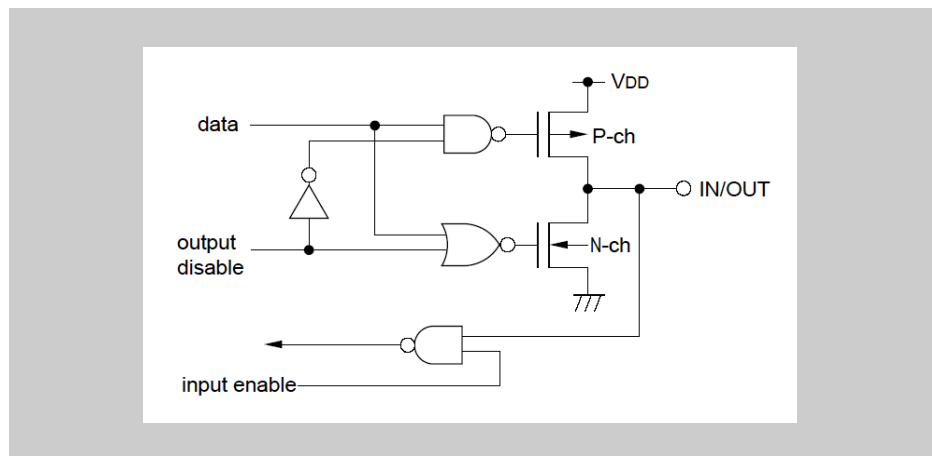 VDD
data
P-ch
IN/OUT
output
disable
N-ch
input enable